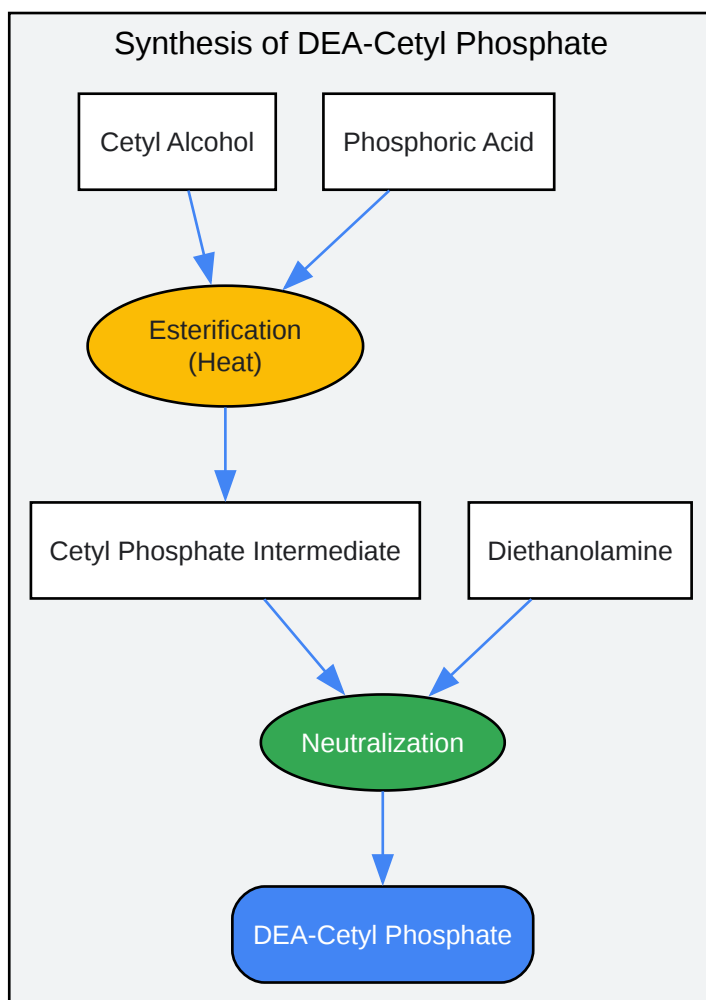 Synthesis of DEA-Cetyl Phosphate
Cetyl Alcohol
Phosphoric Acid
Esterification
(Heat)
Cetyl Phosphate Intermediate
Diethanolamine
Neutralization
DEA-Cetyl Phosphate